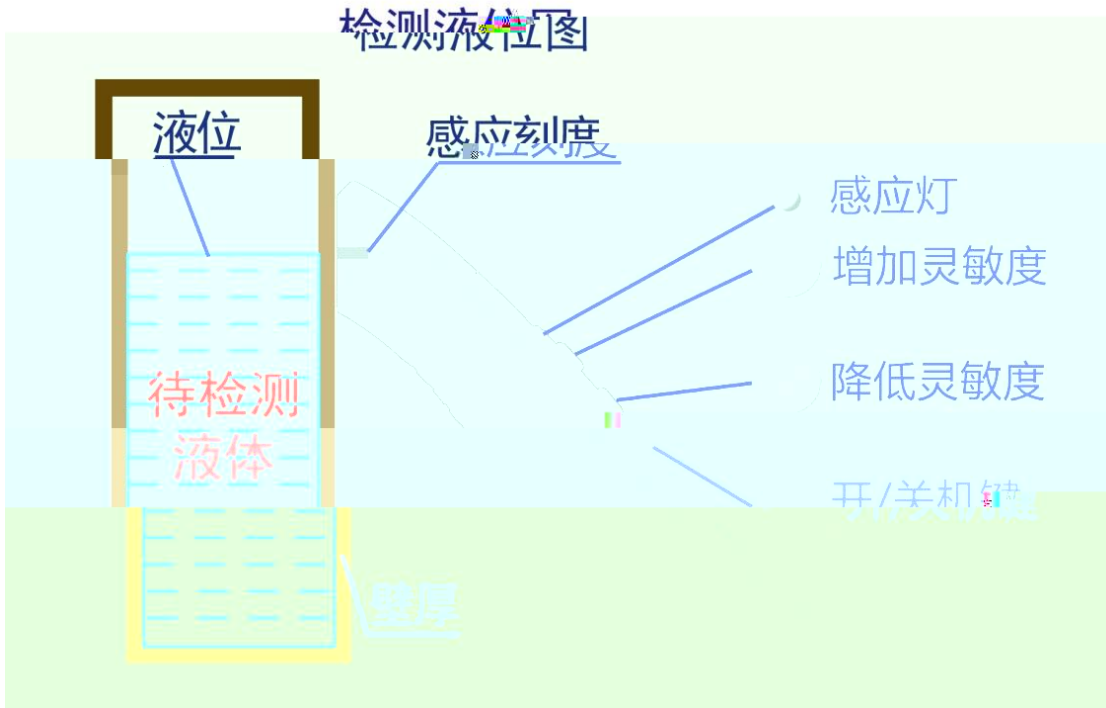 检测液位图
液位
感应刻度
感应灯
增加灵敏度
降低灵敏度
待检测
液体
开/关机键
壁厚